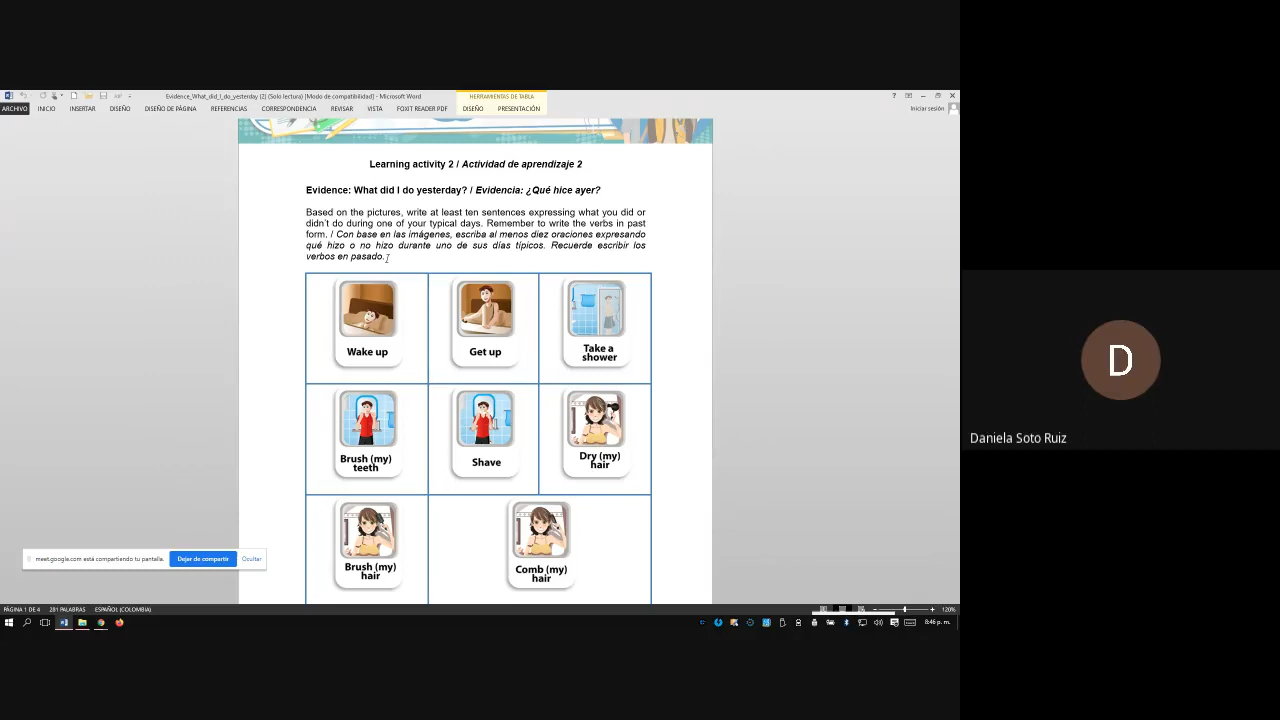 Evidence_What_did_I_do_yesterday (2) (Solo lectura) [Modo de compatibilidad] - Microsoft Word
HERRAMIENTAS DE TABLA
ARCHIVO INICIO INSERTAR DISEÑO DISEÑO DE PÁGINA REFERENCIAS CORRESPONDENCIA REVISAR VISTA FOXIT READER PDF DISEÑO PRESENTACIÓN Iniciar sesión
Learning activity 2 / Actividad de aprendizaje 2
Evidence: What did I do yesterday? / Evidencia: ¿Qué hice ayer?
Based on the pictures, write at least ten sentences expressing what you did or
didn't do during one of your typical days. Remember to write the verbs in past
form. / Con base en las imágenes, escriba al menos diez oraciones expresando
qué hizo o no hizo durante uno de sus días típicos. Recuerde escribir los
verbos en pasado.
Wake up
Get up
Take a
shower
Brush (my)
teeth
Shave
Dry (my)
hair
Brush (my)
hair
Comb (my)
hair
meet.google.com está compartiendo tu pantalla.
Dejar de compartir
Ocultar
PÁGINA 1 DE 4 281 PALABRAS ESPAÑOL (COLOMBIA)
120%
8:46 p. m.
D
Daniela Soto Ruiz